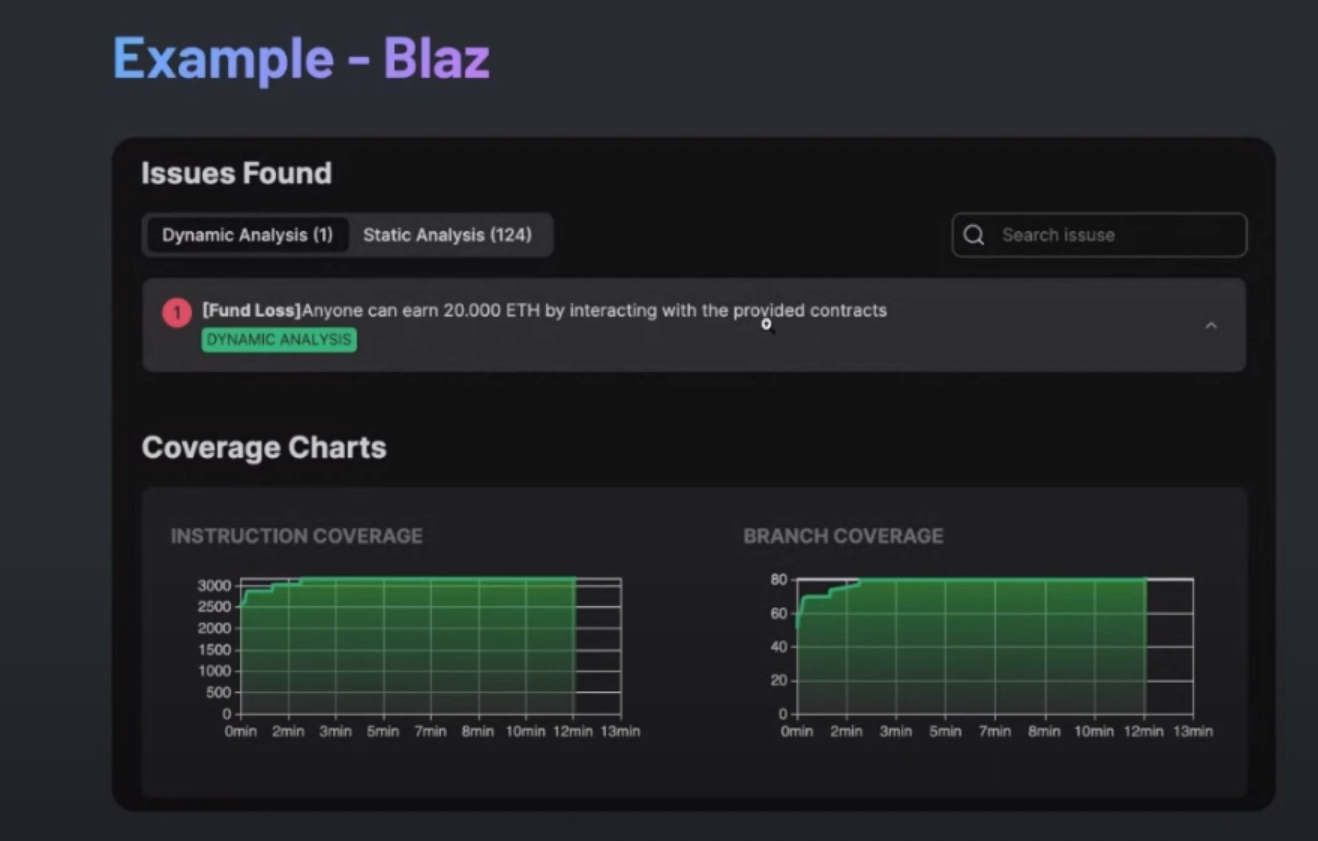 Example - Blaz
Issues Found
Dynamic Analysis (1)
Static Analysis (124)
Search issuse
1
[Fund Loss]Anyone can earn 20.000 ETH by interacting with the provided contracts
DYNAMIC ANALYSIS
Coverage Charts
INSTRUCTION COVERAGE
3000
2500
2000
1500
1000
500
0
0min 2min 3min 5min 7min 8min 10min 12min 13min
BRANCH COVERAGE
80
60
40
20
0
0min 2min 3min 5min 7min 8min 10min 12min 13min